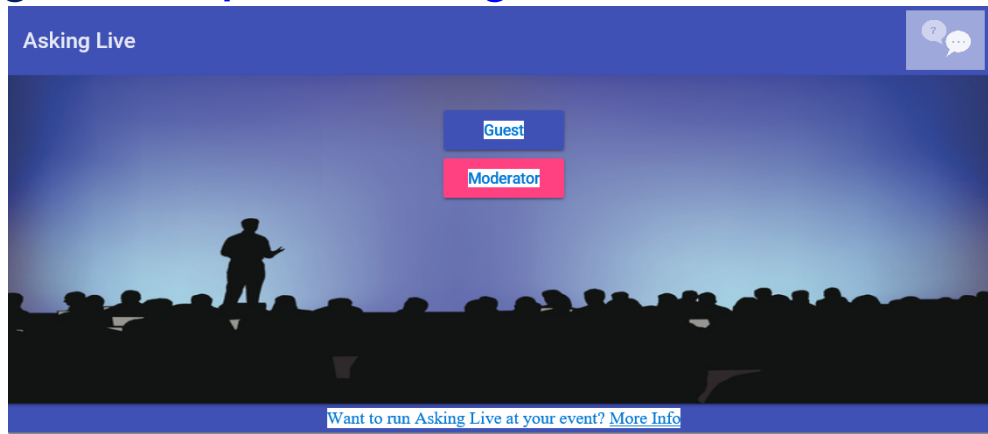 Asking Live
?
Guest
Moderator
Want to run Asking Live at your event? More Info